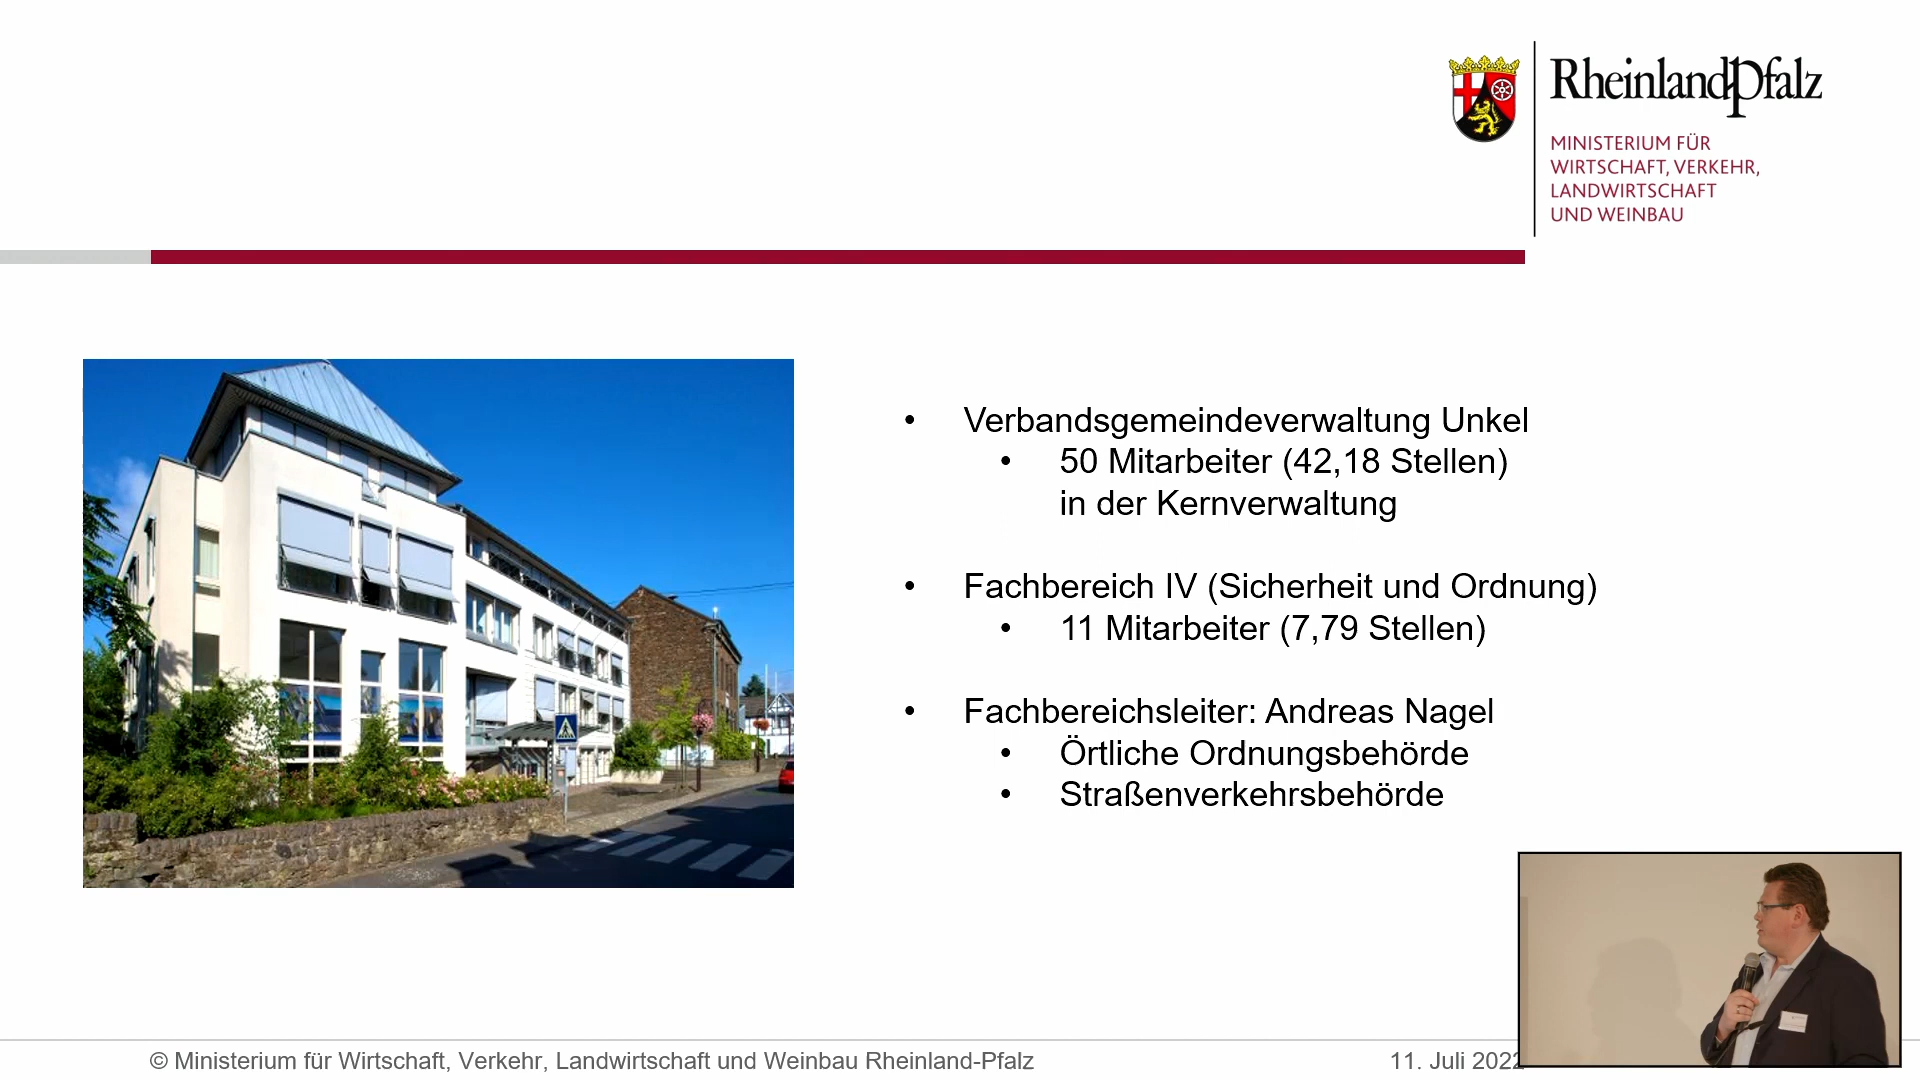 RheinlandPfalz
MINISTERIUM FÜR
WIRTSCHAFT, VERKEHR,
LANDWIRTSCHAFT
UND WEINBAU
• Verbandsgemeindeverwaltung Unkel
• 50 Mitarbeiter (42,18 Stellen)
in der Kernverwaltung
• Fachbereich IV (Sicherheit und Ordnung)
• 11 Mitarbeiter (7,79 Stellen)
• Fachbereichsleiter: Andreas Nagel
• Örtliche Ordnungsbehörde
• Straßenverkehrsbehörde
© Ministerium für Wirtschaft, Verkehr, Landwirtschaft und Weinbau Rheinland-Pfalz
11. Juli 2022